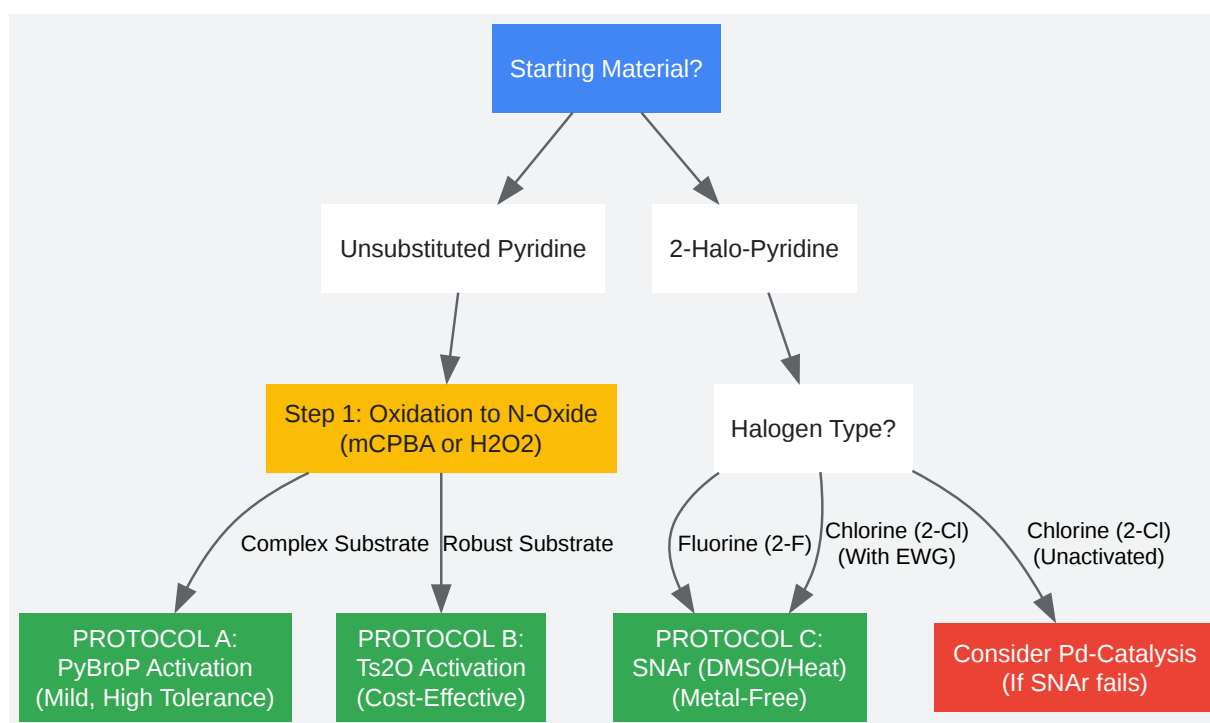 Starting Material?
Unsubstituted Pyridine
2-Halo-Pyridine
Step 1: Oxidation to N-Oxide
(mCPBA or H2O2)
Halogen Type?
Complex Substrate
Robust Substrate
Fluorine (2-F)
Chlorine (2-Cl)
(With EWG)
Chlorine (2-Cl)
(Unactivated)
PROTOCOL A:
PyBroP Activation
(Mild, High Tolerance)
PROTOCOL B:
Ts2O Activation
(Cost-Effective)
PROTOCOL C:
SNAr (DMSO/Heat)
(Metal-Free)
Consider Pd-Catalysis
(If SNAr fails)